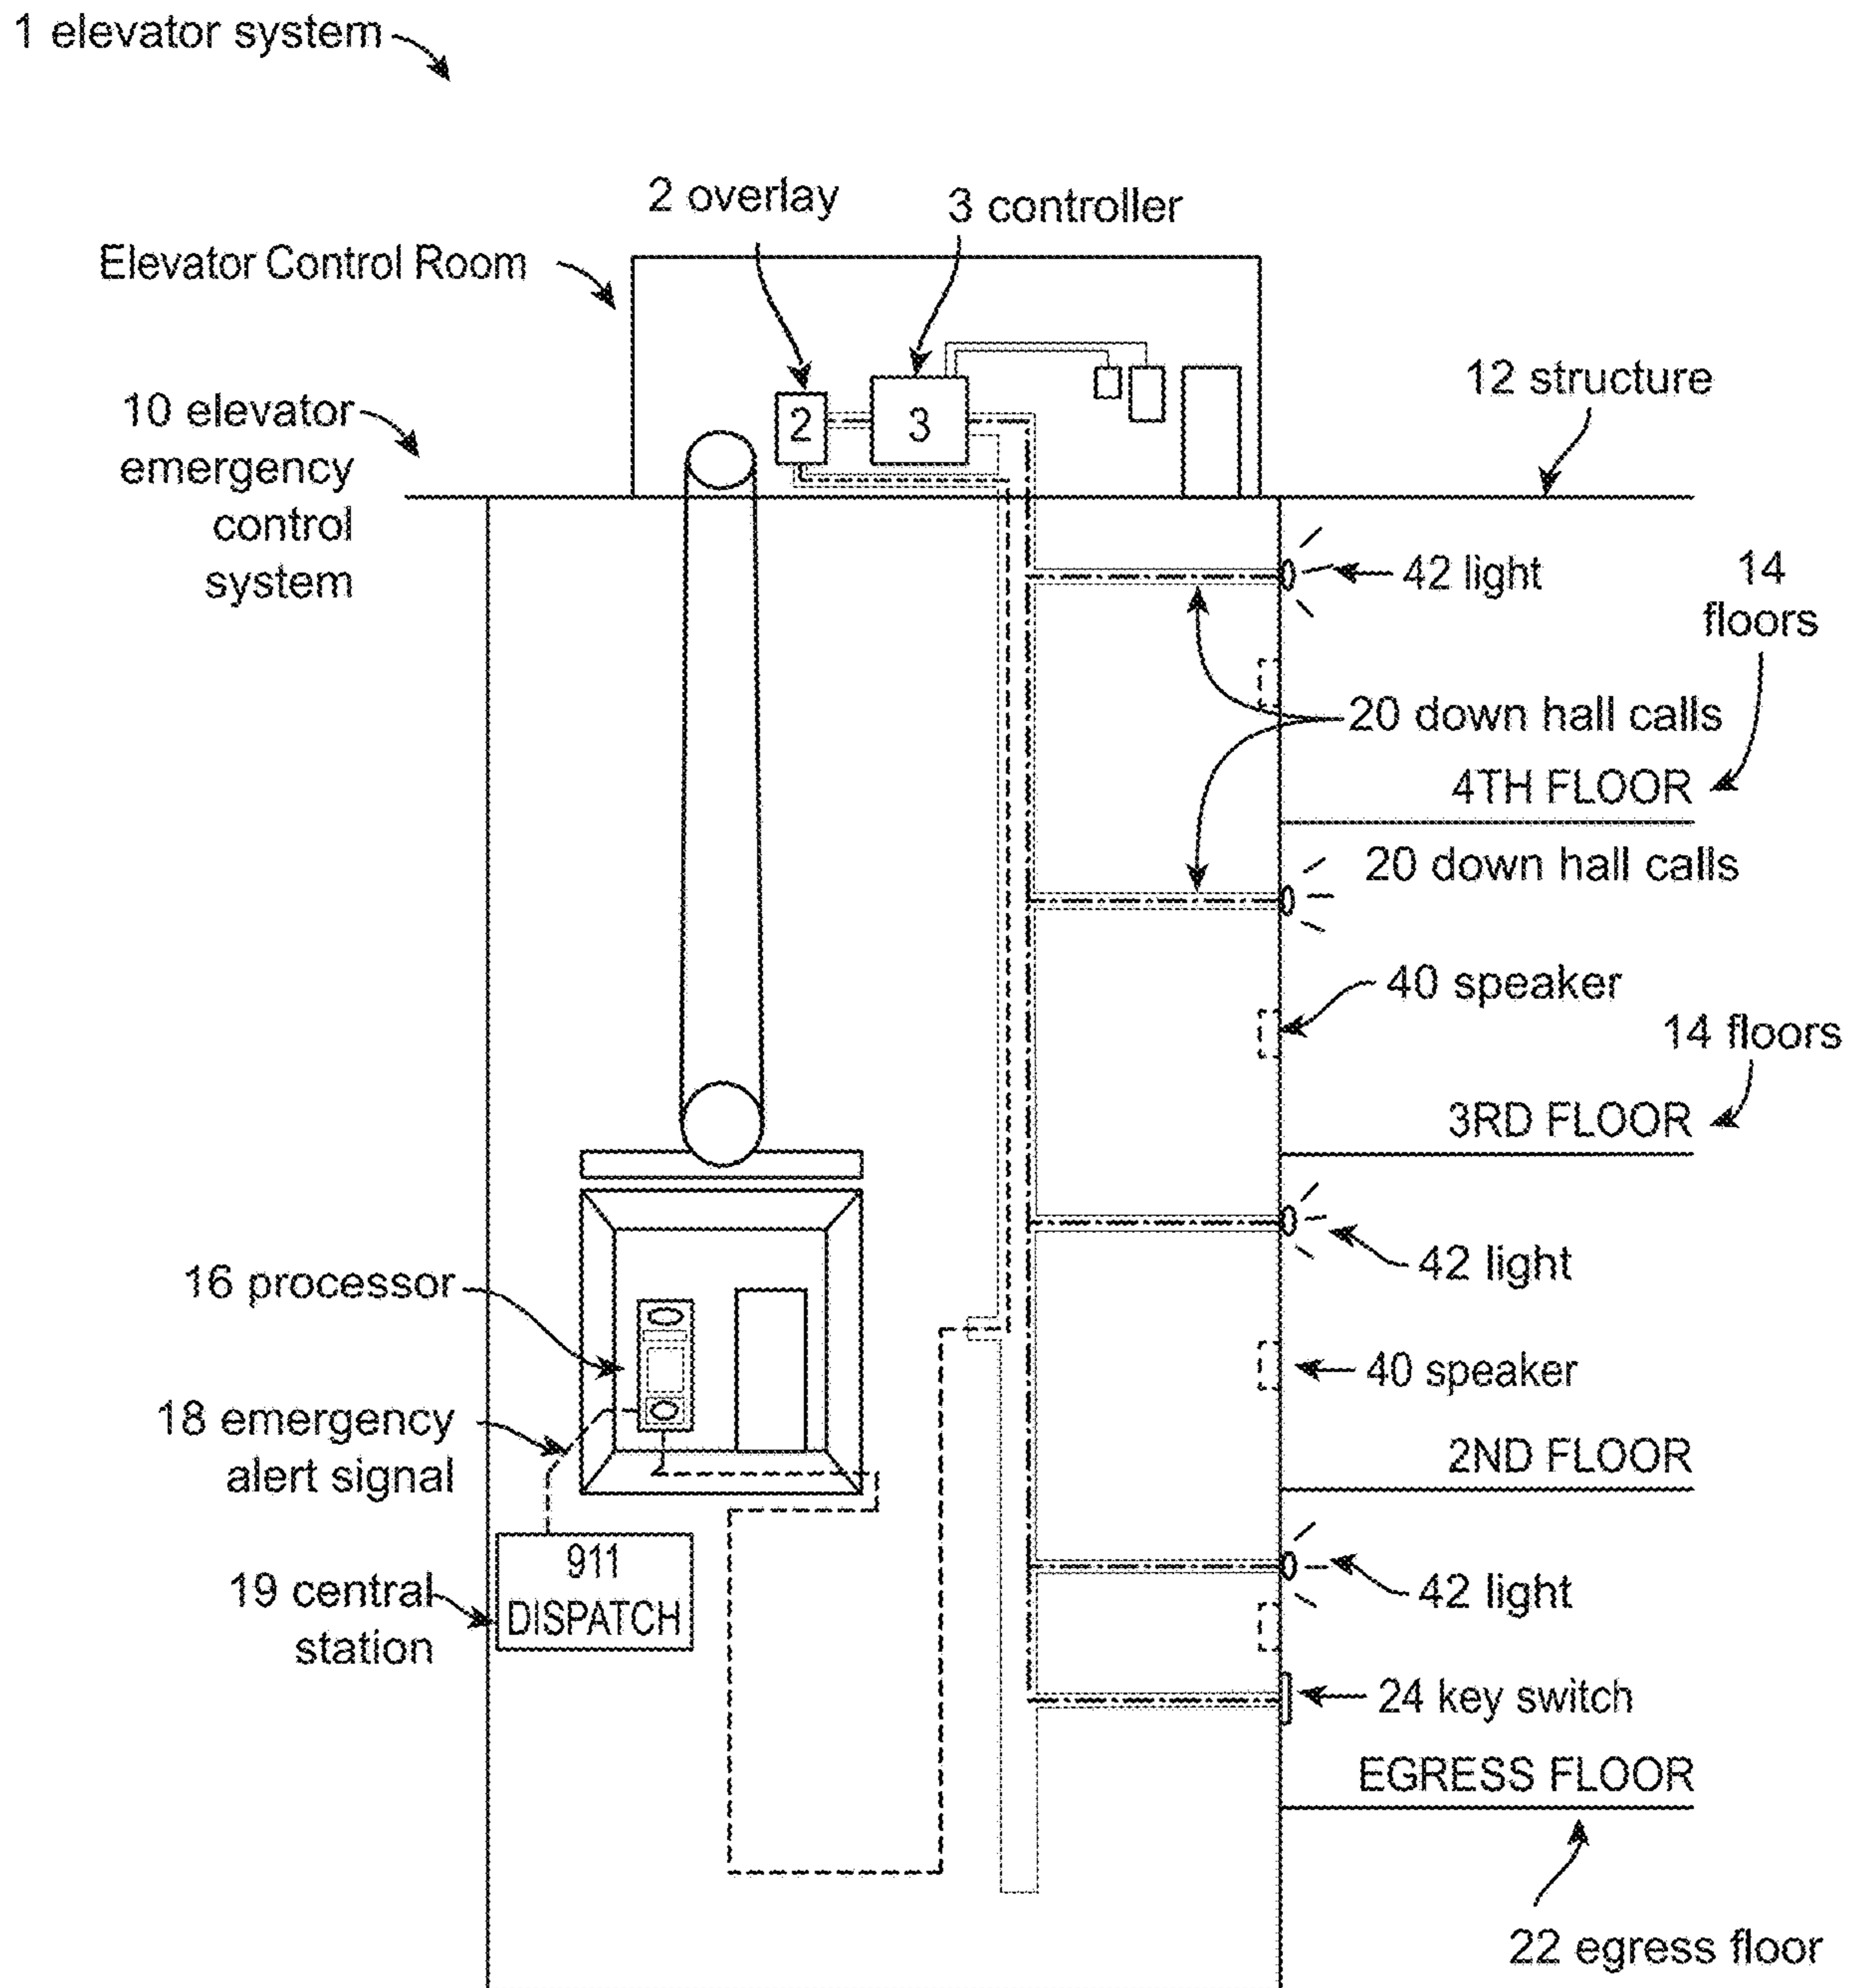 1 elevator system
2 overlay
3 controller
Elevator Control Room
12 structure
10 elevator
emergency
control
system
2
3
42 light
14
floors
20 down hall calls
4TH FLOOR
20 down hall calls
40 speaker
14 floors
3RD FLOOR
42 light
16 processor
40 speaker
18 emergency
alert signal
2ND FLOOR
911
DISPATCH
19 central
station
42 light
24 key switch
EGRESS FLOOR
22 egress floor